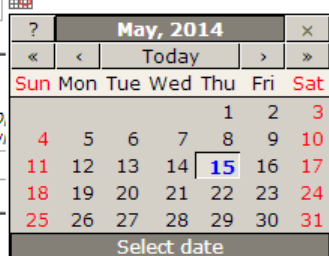 ? May, 2014 ×
« ‹ Today › »
Sun Mon Tue Wed Thu Fri Sat
1 2 3
4 5 6 7 8 9 10
11 12 13 14 15 16 17
18 19 20 21 22 23 24
25 26 27 28 29 30 31
Select date